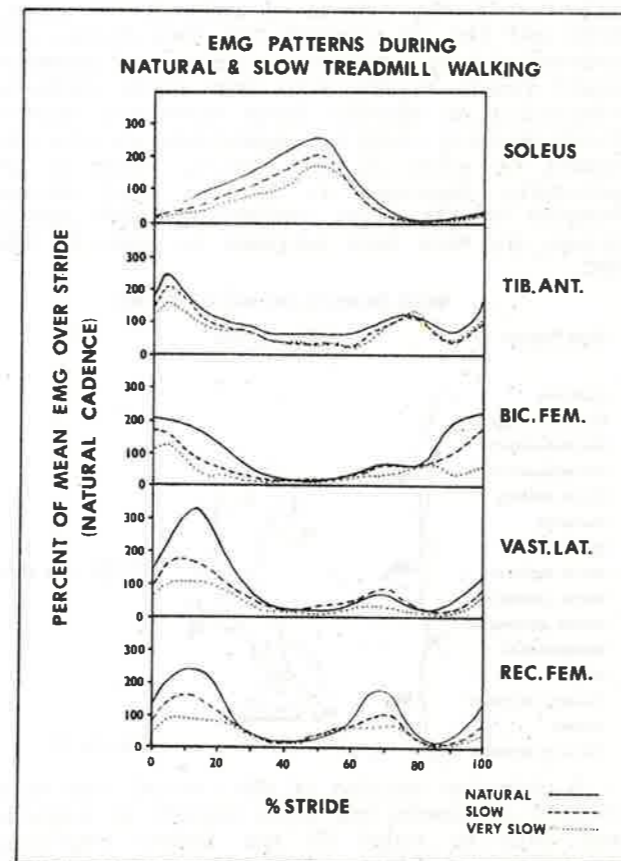 EMG PATTERNS DURING
NATURAL & SLOW TREADMILL WALKING
PERCENT OF MEAN EMG OVER STRIDE
(NATURAL CADENCE)
300
200
100
0
SOLEUS
300
200
100
0
TIB. ANT.
300
200
100
0
BIC. FEM.
300
200
100
0
VAST. LAT.
300
200
100
0
REC. FEM.
0 20 40 60 80 100
% STRIDE
NATURAL
SLOW
VERY SLOW